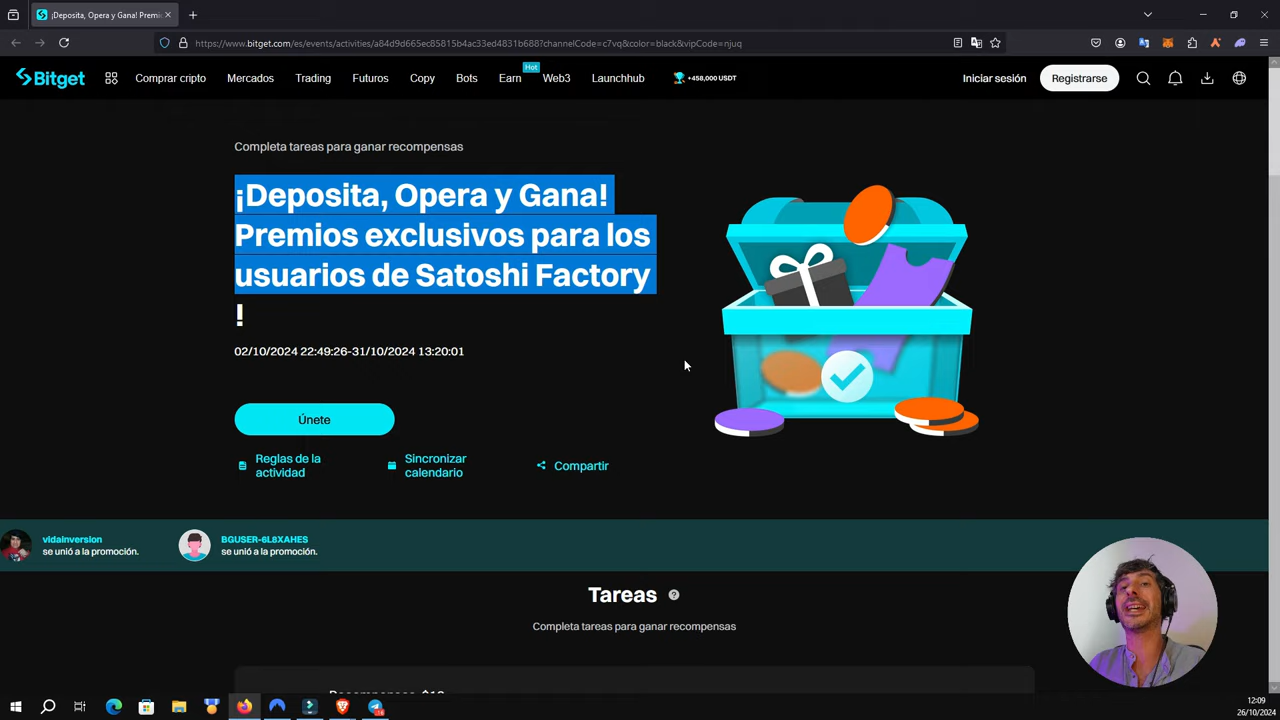 ¡Deposita, Opera y Gana! Premi
https://www.bitget.com/es/events/activities/a84d9d665ec85815b4ac33ed4831b688?channelCode=c7vq&color=black&vipCode=njuq
Bitget
Comprar cripto
Mercados
Trading
Futuros
Copy
Bots
Earn
Hot
Web3
Launchhub
+458,000 USDT
Iniciar sesión
Registrarse
Completa tareas para ganar recompensas
¡Deposita, Opera y Gana!
Premios exclusivos para los
usuarios de Satoshi Factory
!
02/10/2024 22:49:26-31/10/2024 13:20:01
Únete
Reglas de la
actividad
Sincronizar
calendario
Compartir
vidainversion
se unió a la promoción.
BGUSER-6L8XAHES
se unió a la promoción.
Tareas ?
Completa tareas para ganar recompensas
Recompensas, $10
12:09
26/10/2024